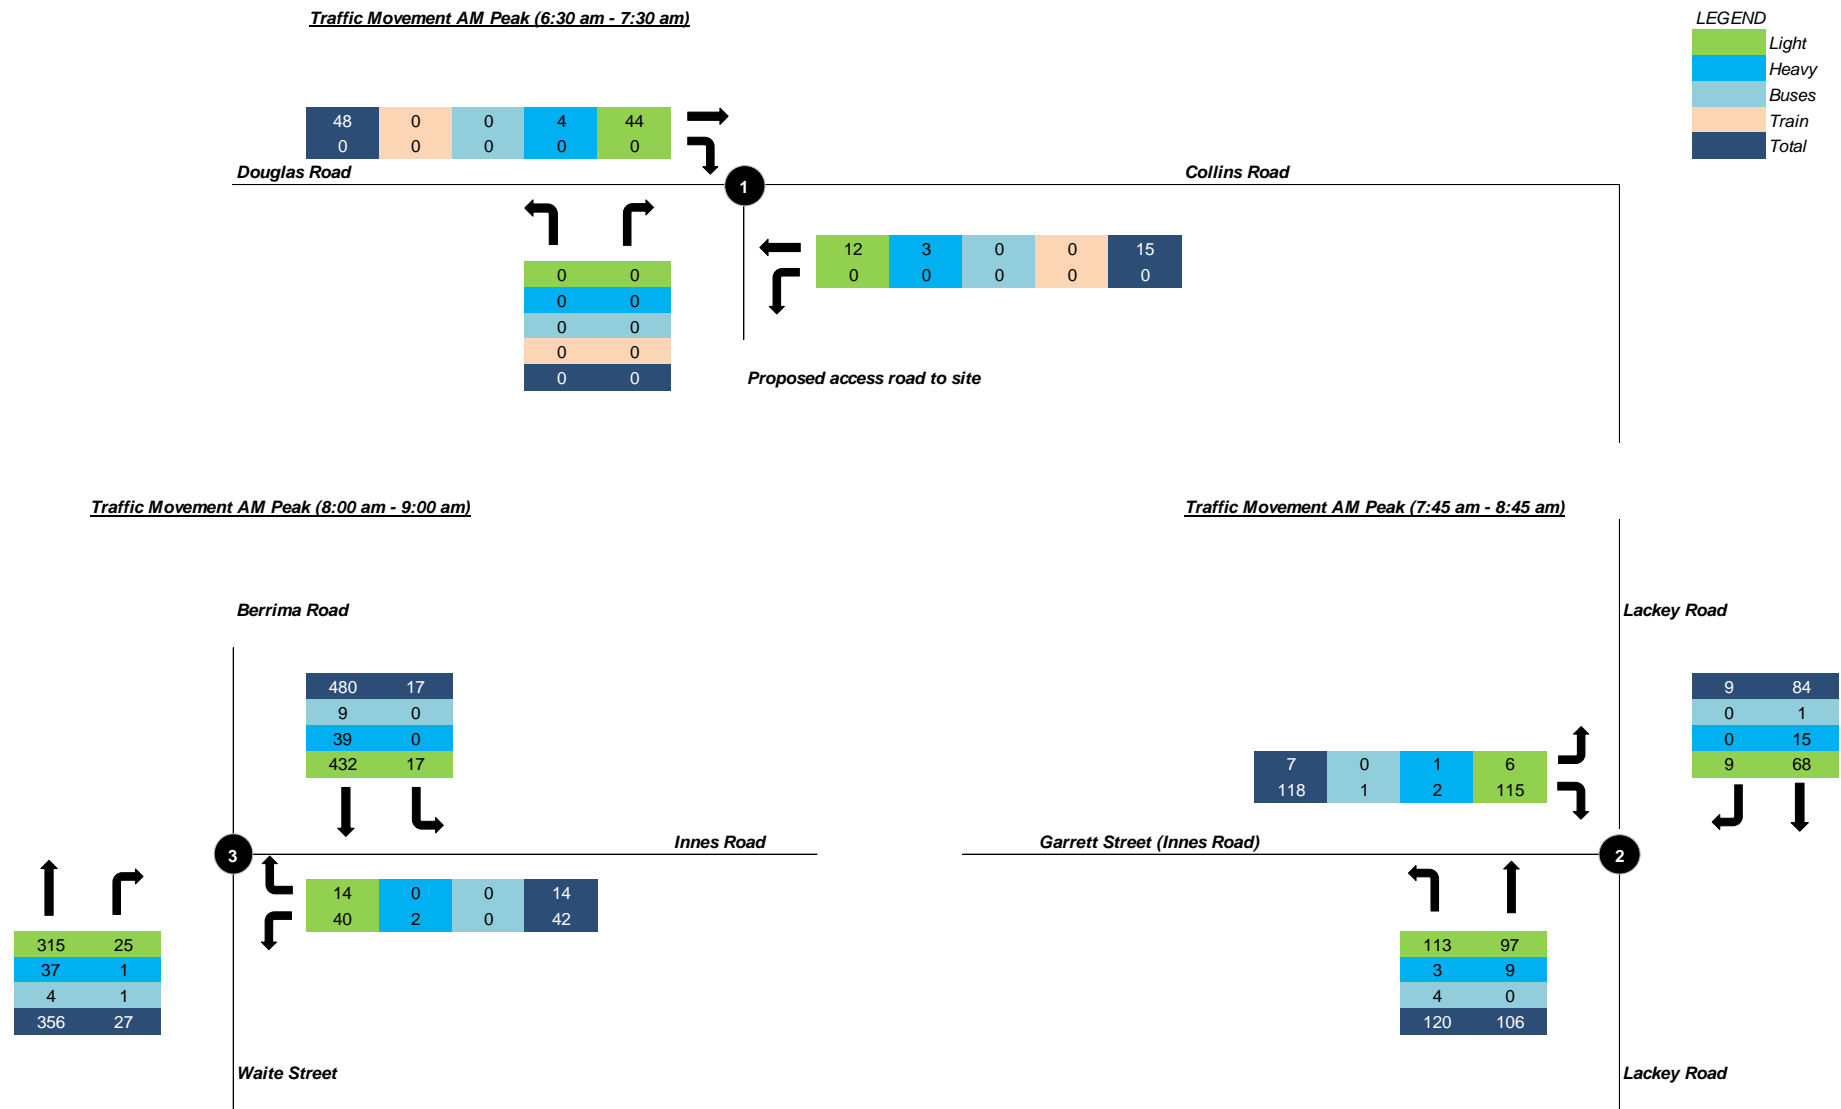 Traffic Movement AM Peak (6:30 am - 7:30 am)
LEGEND
Light
Heavy
Buses
Train
Total
48 0 0 4 44
0 0 0 0 0
Douglas Road
1
Collins Road
12 3 0 0 15
0 0 0 0 0
0 0
0 0
0 0
0 0
0 0
Proposed access road to site
Traffic Movement AM Peak (8:00 am - 9:00 am)
Traffic Movement AM Peak (7:45 am - 8:45 am)
Berrima Road
480 17
9 0
39 0
432 17
3
Innes Road
14 0 0 14
40 2 0 42
315 25
37 1
4 1
356 27
Waite Street
Lackey Road
9 84
0 1
0 15
9 68
7 0 1 6
118 1 2 115
Garrett Street (Innes Road)
2
113 97
3 9
4 0
120 106
Lackey Road